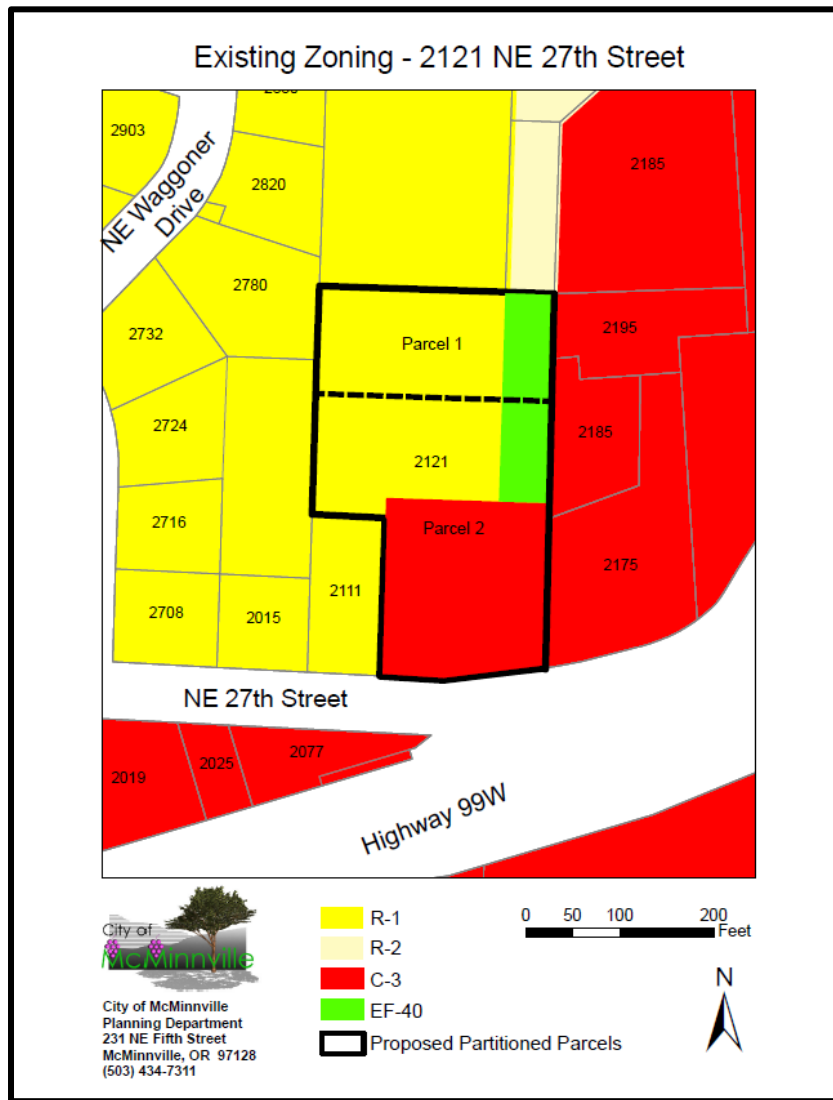 Existing Zoning - 2121 NE 27th Street
2903
2820
2185
NE Waggoner
Drive
2780
2732
Parcel 1
2195
2724
2121
2185
2716
Parcel 2
2175
2111
2708
2015
NE 27th Street
2019
2025
2077
Highway 99W
City of
McMinnville
R-1
R-2
C-3
EF-40
Proposed Partitioned Parcels
0 50 100 200
Feet
N
City of McMinnville
Planning Department
231 NE Fifth Street
McMinnville, OR 97128
(503) 434-7311